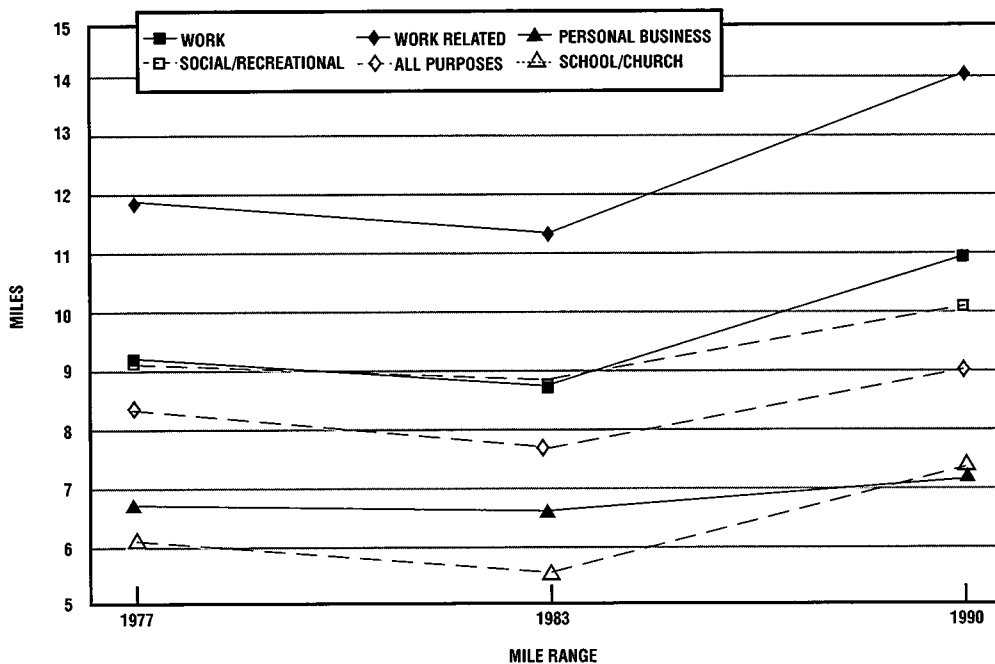 WORK WORK RELATED PERSONAL BUSINESS
SOCIAL/RECREATIONAL ALL PURPOSES SCHOOL/CHURCH
15
14
13
12
11
10
9
8
7
6
5
MILES
1977 1983 1990
MILE RANGE